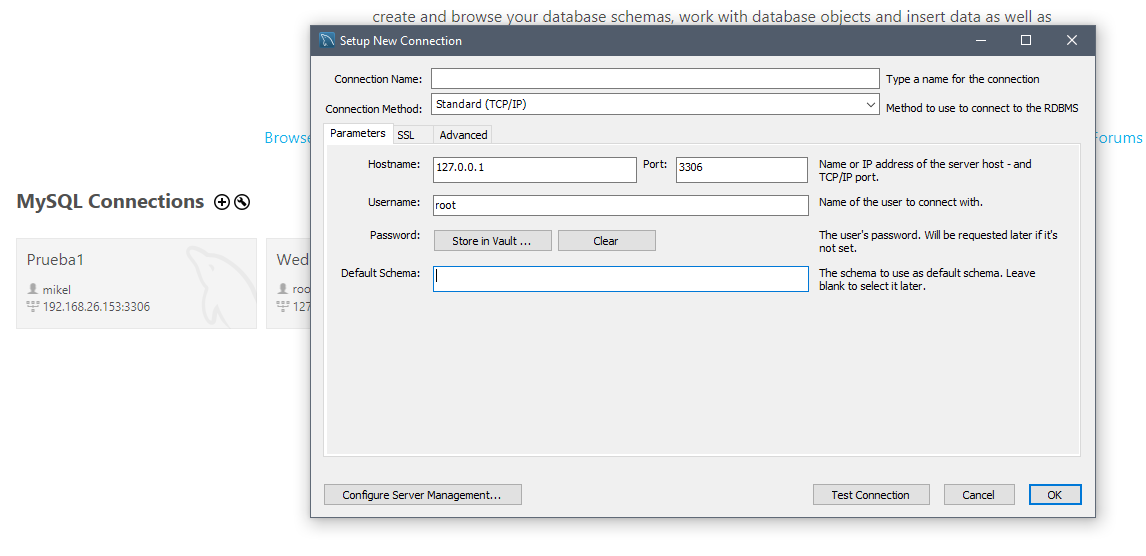 create and browse your database schemas, work with database objects and insert data as well as
Setup New Connection
Connection Name:
Type a name for the connection
Connection Method:
Standard (TCP/IP)
Method to use to connect to the RDBMS
Browse
Forums
Parameters
SSL
Advanced
Hostname:
127.0.0.1
Port:
3306
Name or IP address of the server host - and
TCP/IP port.
MySQL Connections
Username:
root
Name of the user to connect with.
Password:
Store in Vault ...
Clear
The user's password. Will be requested later if it's
not set.
Prueba1
mikel
192.168.26.153:3306
Wed
roo
127
Default Schema:
The schema to use as default schema. Leave
blank to select it later.
Configure Server Management...
Test Connection
Cancel
OK